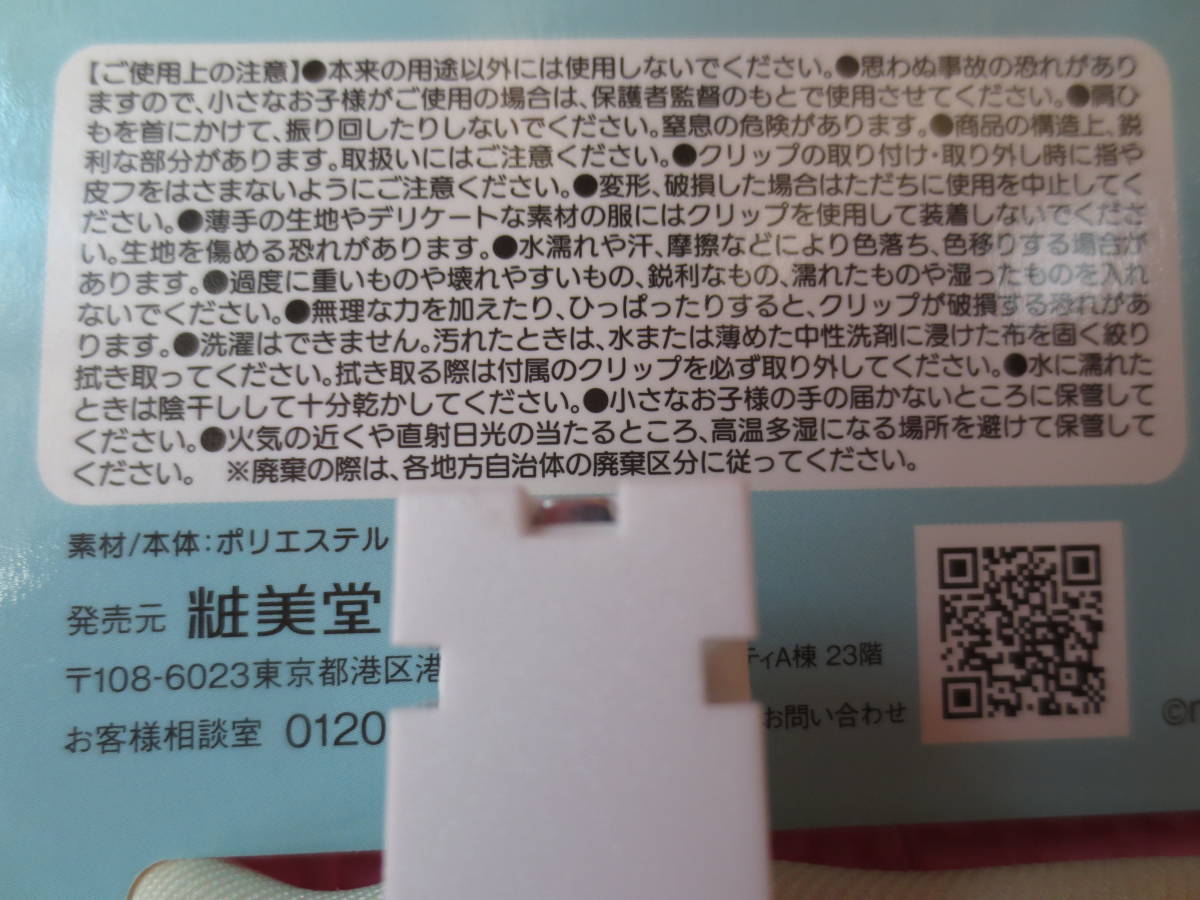 【ご使用上の注意】●本来の用途以外には使用しないでください。●思わぬ事故の恐れがあり
ますので、小さなお子様がご使用の場合は、保護者監督のもとで使用させてください。●肩ひ
もを首にかけて、振り回したりしないでください。窒息の危険があります。●商品の構造上、鋭
利な部分があります。取扱いにはご注意ください。●クリップの取り付け・取り外し時に指や
皮フをはさまないようにご注意ください。●変形、破損した場合はただちに使用を中止してく
ださい。●薄手の生地やデリケートな素材の服にはクリップを使用して装着しないでくださ
い。生地を傷める恐れがあります。●水濡れや汗、摩擦などにより色落ち、色移りする場合が
あります。●過度に重いものや壊れやすいもの、鋭利なもの、濡れたものや湿ったものを入れ
ないでください。●無理な力を加えたり、ひっぱったりすると、クリップが破損する恐れがあ
ります。●洗濯はできません。汚れたときは、水または薄めた中性洗剤に浸けた布を固く絞り
拭き取ってください。拭き取る際は付属のクリップを必ず取り外してください。●水に濡れた
ときは陰干しして十分乾かしてください。●小さなお子様の手の届かないところに保管して
ください。●火気の近くや直射日光の当たるところ、高温多湿になる場所を避けて保管して
ください。 ※廃棄の際は、各地方自治体の廃棄区分に従ってください。
素材/本体:ポリエステル
発売元 粧美堂
〒108-6023東京都港区港 ティA棟 23階
お客様相談室 0120 お問い合わせ